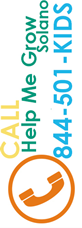 CALL
Help Me Grow
Solano
844-501-KIDS